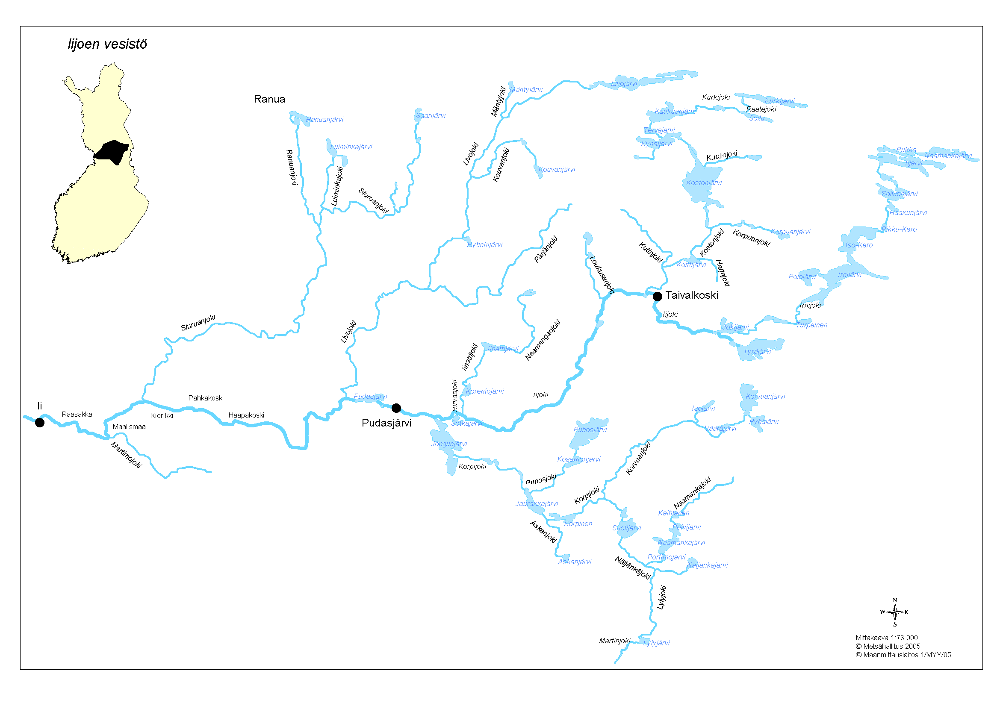 Iijoen vesistö
Ranua
Ranuanjärvi
Luiminkajärvi
Saarijärvi
Ranuanjoki
Luiminkajoki
Siuruanjoki
Mäntyjoki
Mäntyjärvi
Livojärvi
Livojoki
Kouvanjoki
Kouvanjärvi
Rytinkijärvi
Pärjänjoki
Kurkijoki
Kurkijärvi
Raatejoki
Soilu
Kaukuanjärvi
Tervajärvi
Kynsijärvi
Kuoliojoki
Kostonjärvi
Pukka
Naamankajärvi
Iijärvi
Soivionjärvi
Raakunjärvi
Pikku-Kero
Iso-Kero
Irnijärvi
Polojärvi
Irnijoki
Turpeinen
Jokijärvi
Tyräjärvi
Korpuanjoki
Korpuanjärvi
Kostonjoki
Kutinjoki
Koittijärvi
Harjajoki
Loukusanjoki
Taivalkoski
Iijoki
Siuruanjoki
Livojoki
Iinattijoki
Iinattijärvi
Naamanganjoki
Hirvasjoki
Korentojärvi
Iijoki
Pudasjärvi
Pudasjärvi
Sotkajärvi
Ii
Raasakka
Maalismaa
Pahkakoski
Kierikki
Haapakoski
Martimojoki
Jongunjärvi
Korpijoki
Puhosjärvi
Kosamonjärvi
Puhosjoki
Jaurakkajärvi
Askanjoki
Askanjärvi
Korpinen
Korpijoki
Korvuanjoki
Isojärvi
Korvuanjärvi
Pyhäjärvi
Vääräjärvi
Naamankajoki
Kaihlanen
Polvijärvi
Naamankajärvi
Portimojärvi
Suolijärvi
Näljänkäjoki
Näljänkäjärvi
Lylyjoki
Martinjoki
Lylyjärvi
N
W E
S
Mittakaava 1:73 000
© Metsähallitus 2005
© Maanmittauslaitos 1/MYY/05